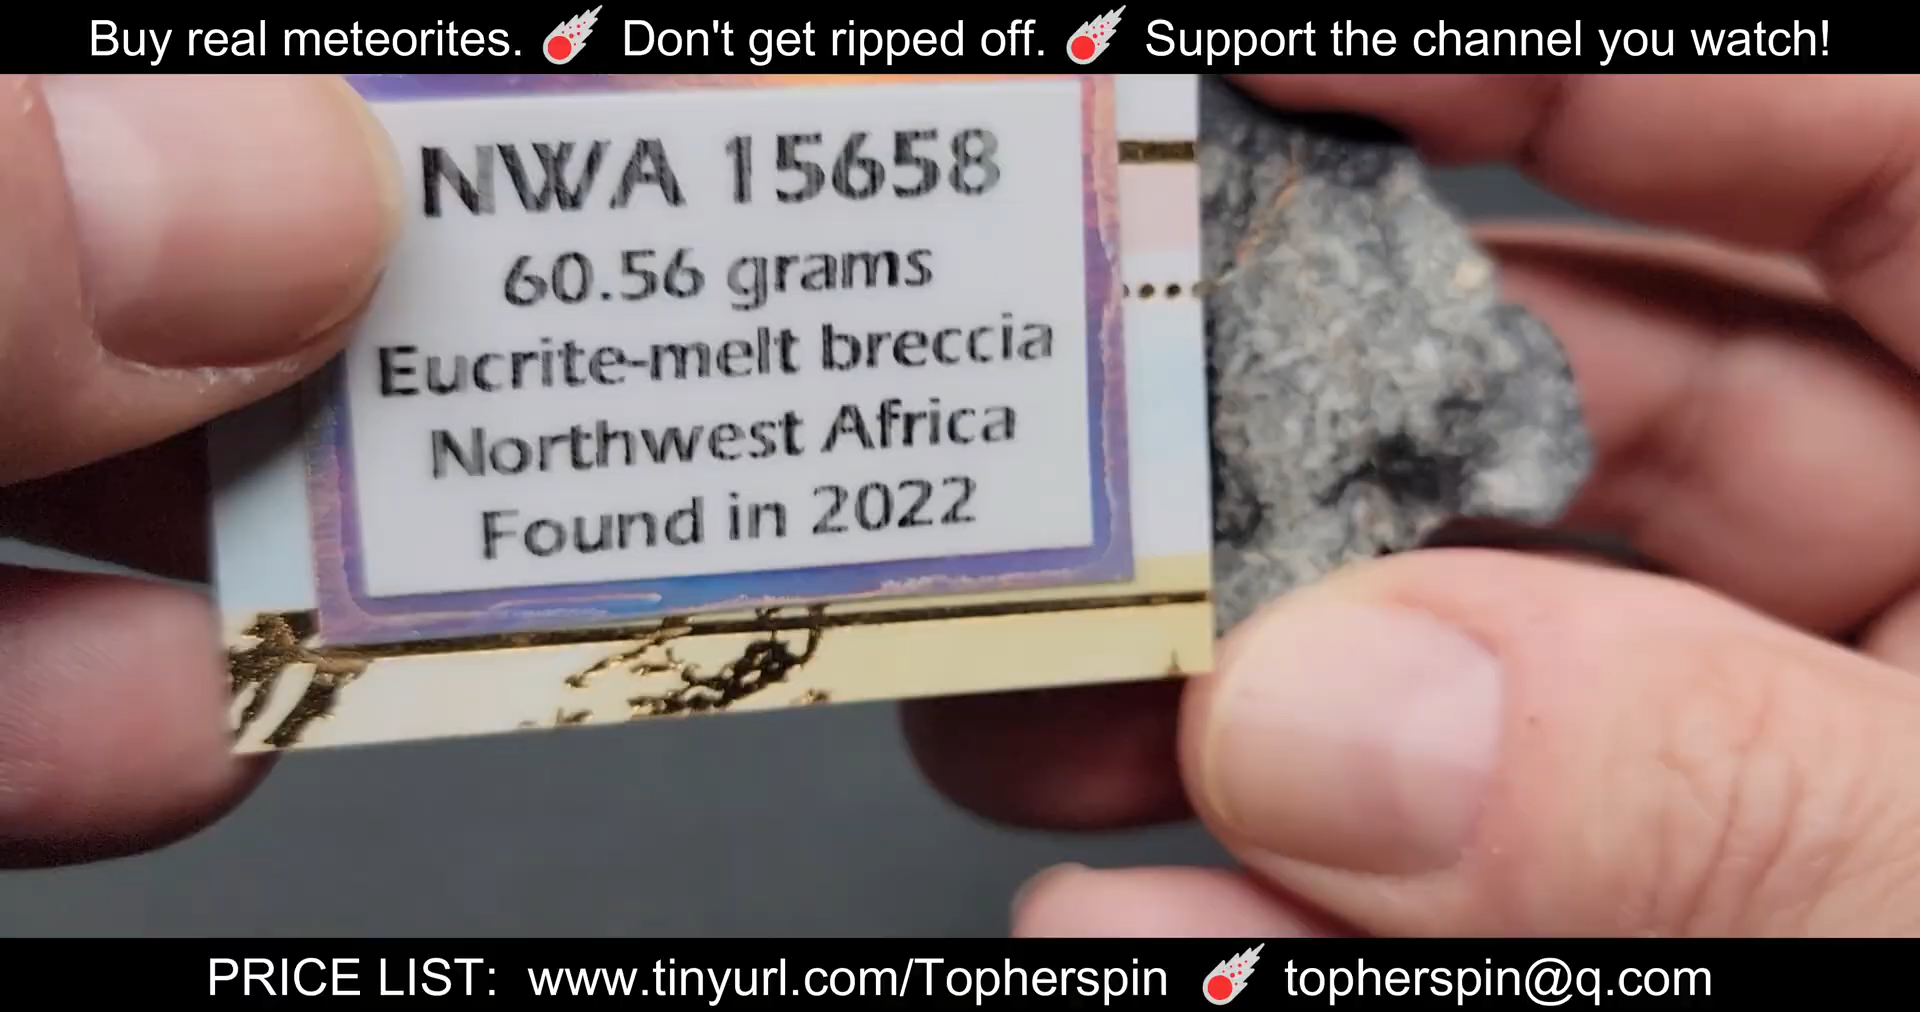 Buy real meteorites. Don't get ripped off. Support the channel you watch!
NWA 15658
60.56 grams
Eucrite-melt breccia
Northwest Africa
Found in 2022
PRICE LIST: www.tinyurl.com/Topherspin topherspin@q.com